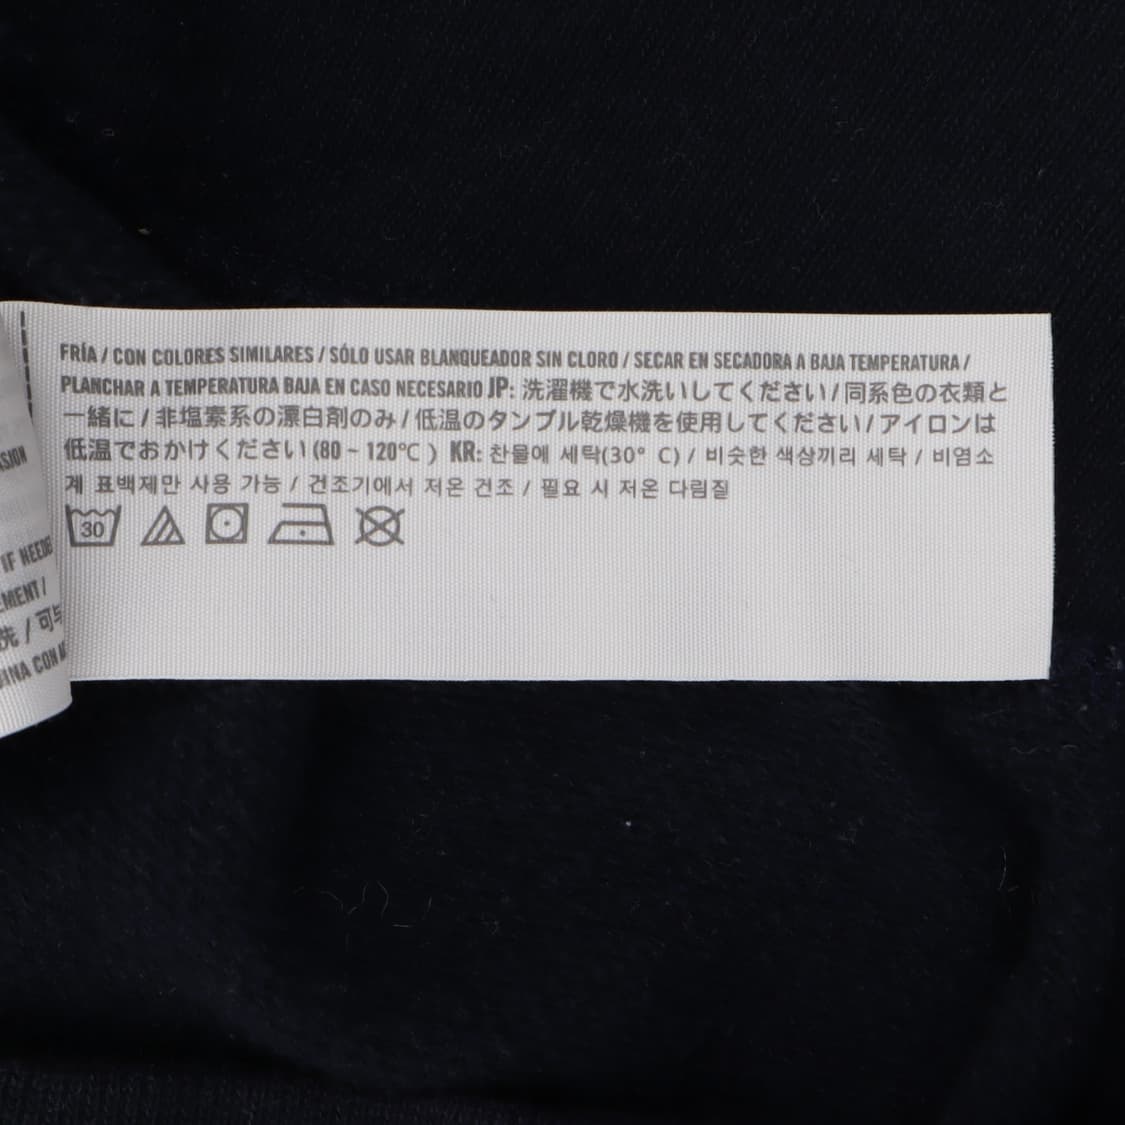 FRÍA / CON COLORES SIMILARES / SÓLO USAR BLANQUEADOR SIN CLORO / SECAR EN SECADORA A BAJA TEMPERATURA /
PLANCHAR A TEMPERATURA BAJA EN CASO NECESARIO JP: 洗濯機で水洗いしてください/同系色の衣類と
一緒に/非塩素系の漂白剤のみ/低温のタンブル乾燥機を使用してください/アイロンは
低温でおかけください(80 ~ 120℃ ) KR: 찬물에 세탁(30° C) / 비슷한 색상끼리 세탁 / 비염소
계 표백제만 사용 가능 / 건조기에서 저온 건조 / 필요 시 저온 다림질
30
IF NEEDED
洗 / 可与
CON